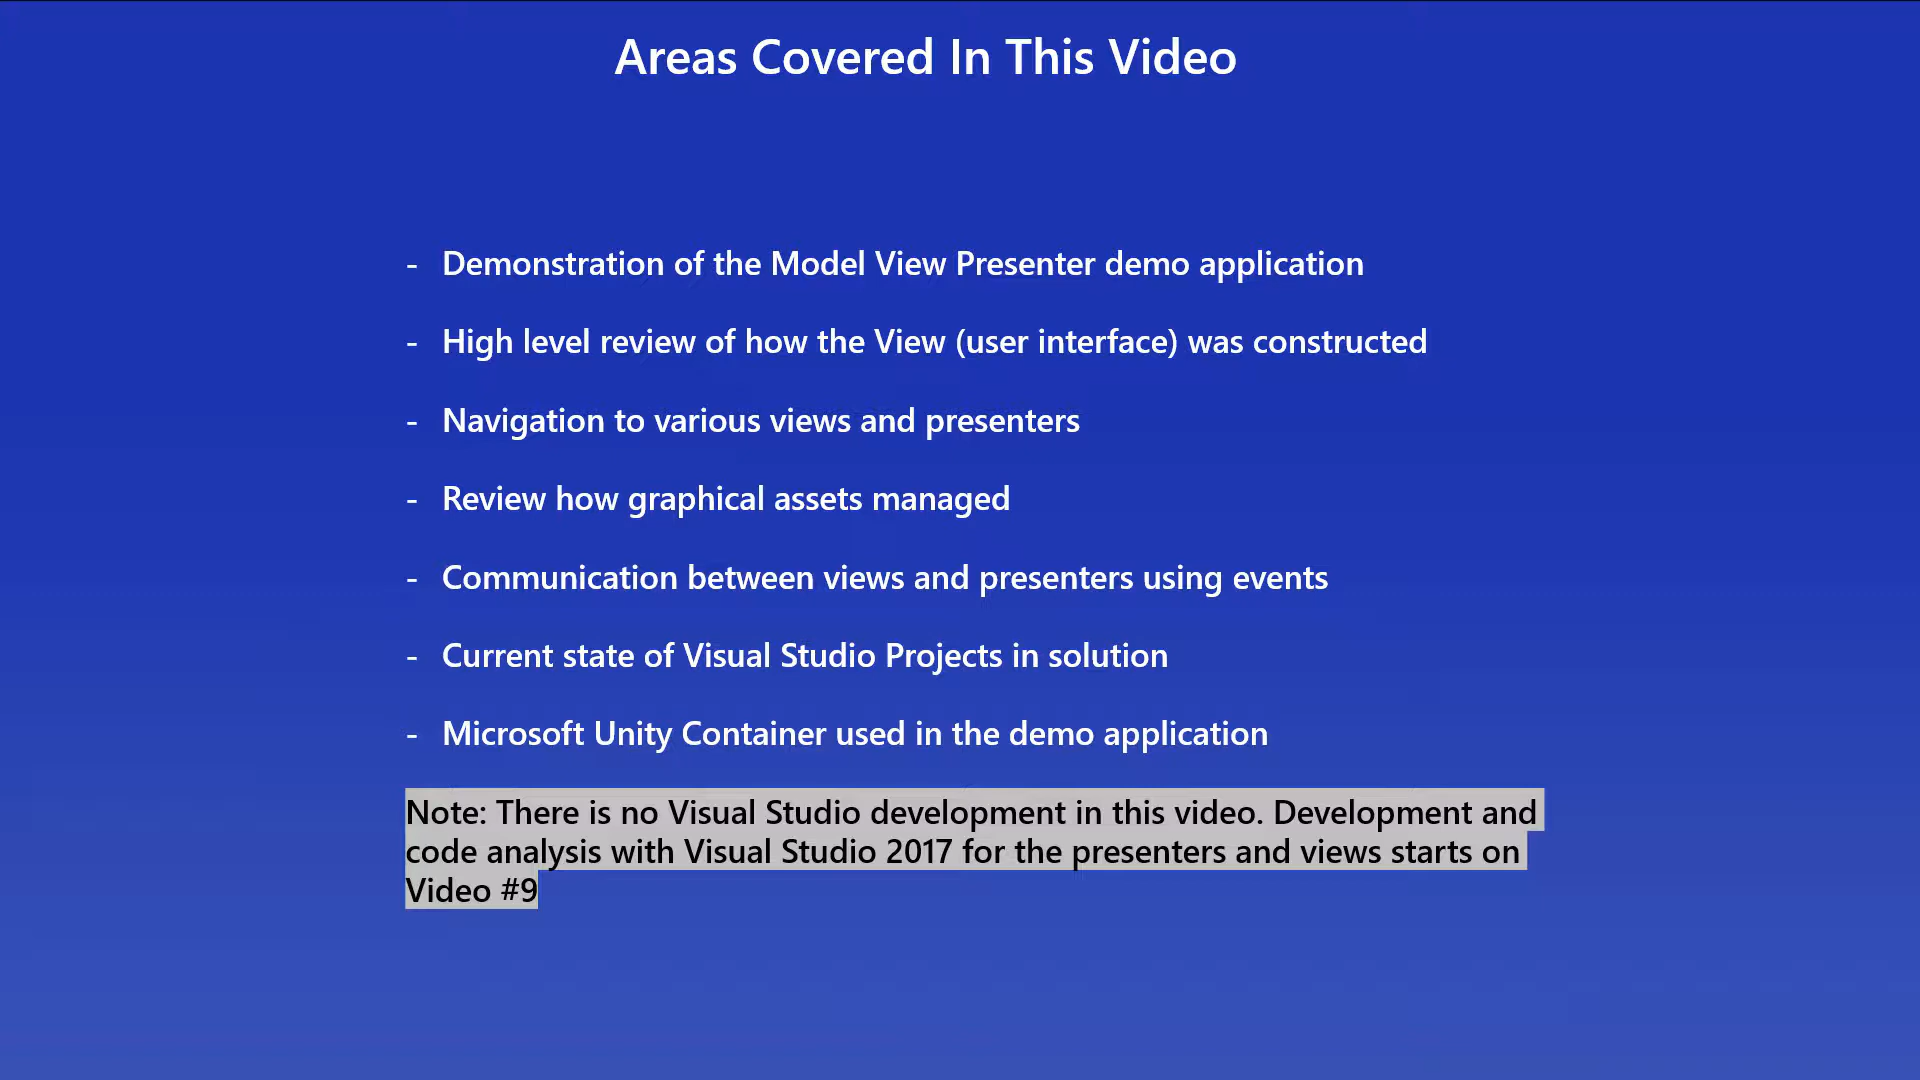 Areas Covered In This Video
- Demonstration of the Model View Presenter demo application
- High level review of how the View (user interface) was constructed
- Navigation to various views and presenters
- Review how graphical assets managed
- Communication between views and presenters using events
- Current state of Visual Studio Projects in solution
- Microsoft Unity Container used in the demo application
Note: There is no Visual Studio development in this video. Development and
code analysis with Visual Studio 2017 for the presenters and views starts on
Video #9